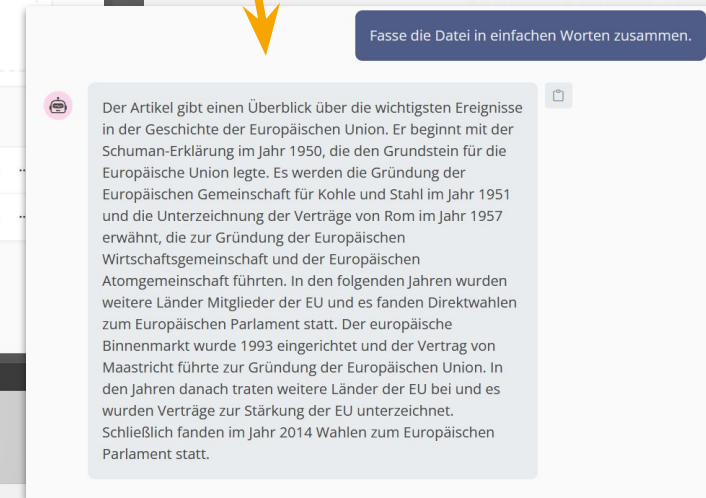 Fasse die Datei in einfachen Worten zusammen.
Der Artikel gibt einen Überblick über die wichtigsten Ereignisse
in der Geschichte der Europäischen Union. Er beginnt mit der
Schuman-Erklärung im Jahr 1950, die den Grundstein für die
Europäische Union legte. Es werden die Gründung der
Europäischen Gemeinschaft für Kohle und Stahl im Jahr 1951
und die Unterzeichnung der Verträge von Rom im Jahr 1957
erwähnt, die zur Gründung der Europäischen
Wirtschaftsgemeinschaft und der Europäischen
Atomgemeinschaft führten. In den folgenden Jahren wurden
weitere Länder Mitglieder der EU und es fanden Direktwahlen
zum Europäischen Parlament statt. Der europäische
Binnenmarkt wurde 1993 eingerichtet und der Vertrag von
Maastricht führte zur Gründung der Europäischen Union. In
den Jahren danach traten weitere Länder der EU bei und es
wurden Verträge zur Stärkung der EU unterzeichnet.
Schließlich fanden im Jahr 2014 Wahlen zum Europäischen
Parlament statt.